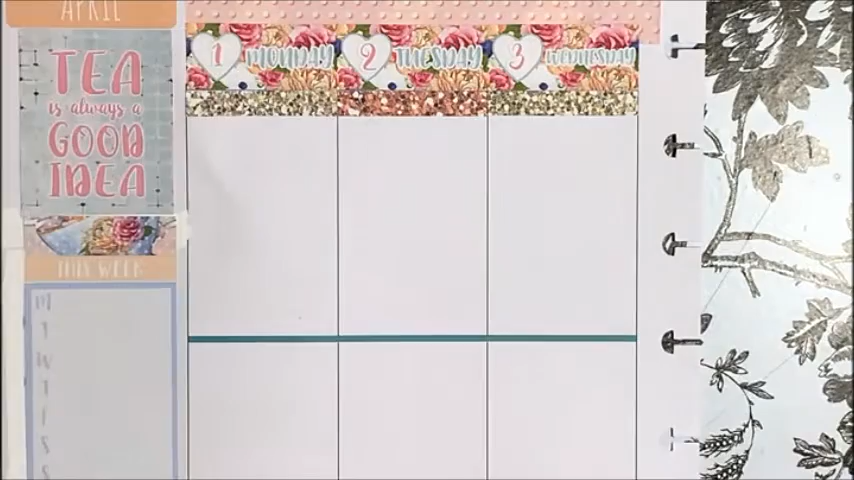 APRIL
TEA
is always a
GOOD
IDEA
THIS WEEK
M
T
W
T
F
S
S
1 MONDAY 2 TUESDAY 3 WEDNESDAY